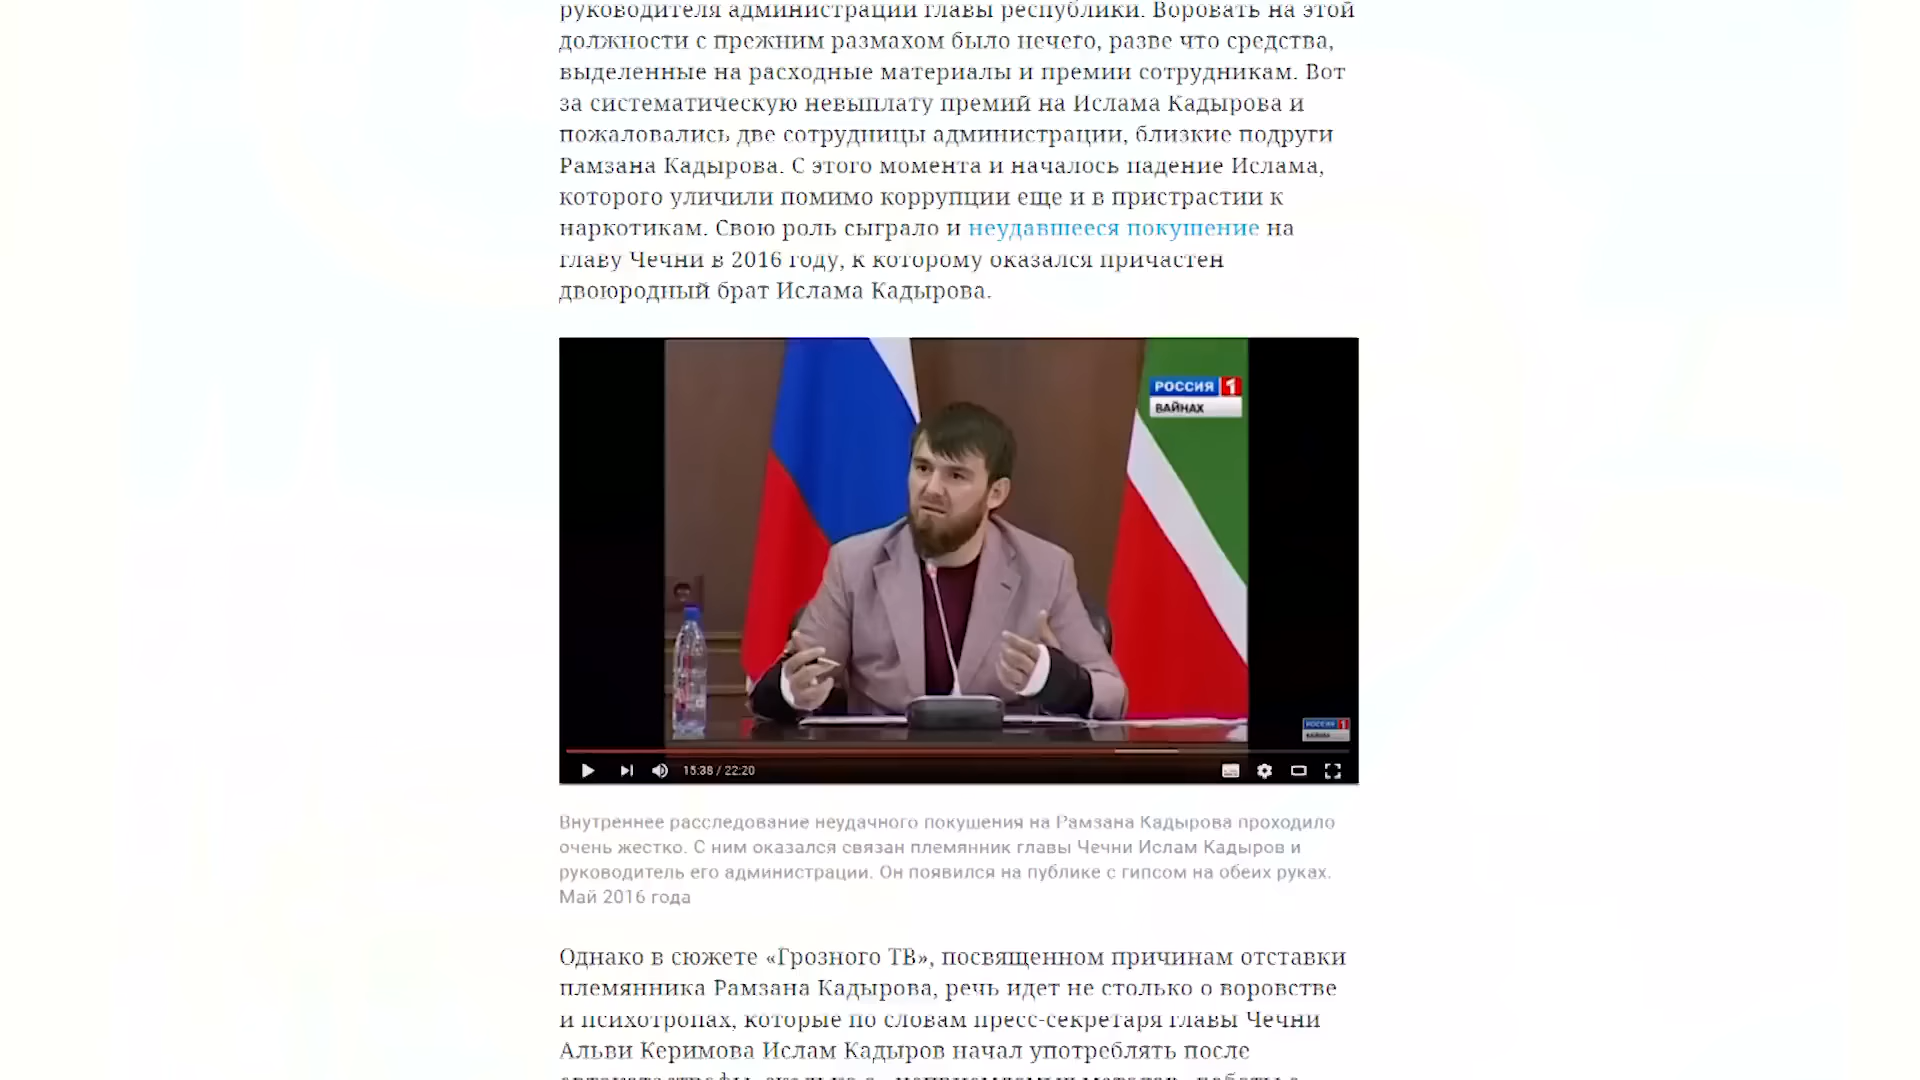 руководителя администрации главы республики. Воровать на этой
должности с прежним размахом было нечего, разве что средства,
выделенные на расходные материалы и премии сотрудникам. Вот
за систематическую невыплату премий на Ислама Кадырова и
пожаловались две сотрудницы администрации, близкие подруги
Рамзана Кадырова. С этого момента и началось падение Ислама,
которого уличили помимо коррупции еще и в пристрастии к
наркотикам. Свою роль сыграло и неудавшееся покушение на
главу Чечни в 2016 году, к которому оказался причастен
двоюродный брат Ислама Кадырова.
РОССИЯ 1
ВАЙНАХ
РОССИЯ 1
ВАЙНАХ
15:38 / 22:20
Внутреннее расследование неудачного покушения на Рамзана Кадырова проходило
очень жестко. С ним оказался связан племянник главы Чечни Ислам Кадыров и
руководитель его администрации. Он появился на публике с гипсом на обеих руках.
Май 2016 года
Однако в сюжете «Грозного ТВ», посвященном причинам отставки
племянника Рамзана Кадырова, речь идет не столько о воровстве
и психотропах, которые по словам пресс-секретаря главы Чечни
Альви Керимова Ислам Кадыров начал употреблять после